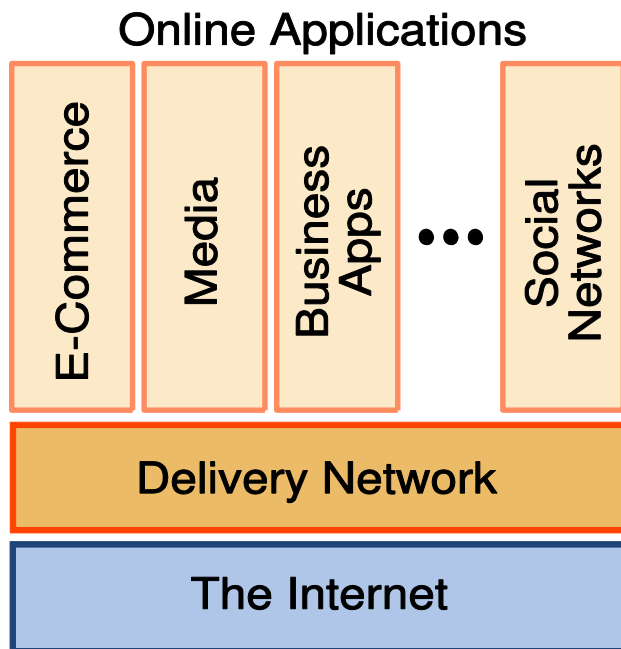 Online Applications
E-Commerce
Media
Business
Apps
•••
Social
Networks
Delivery Network
The Internet